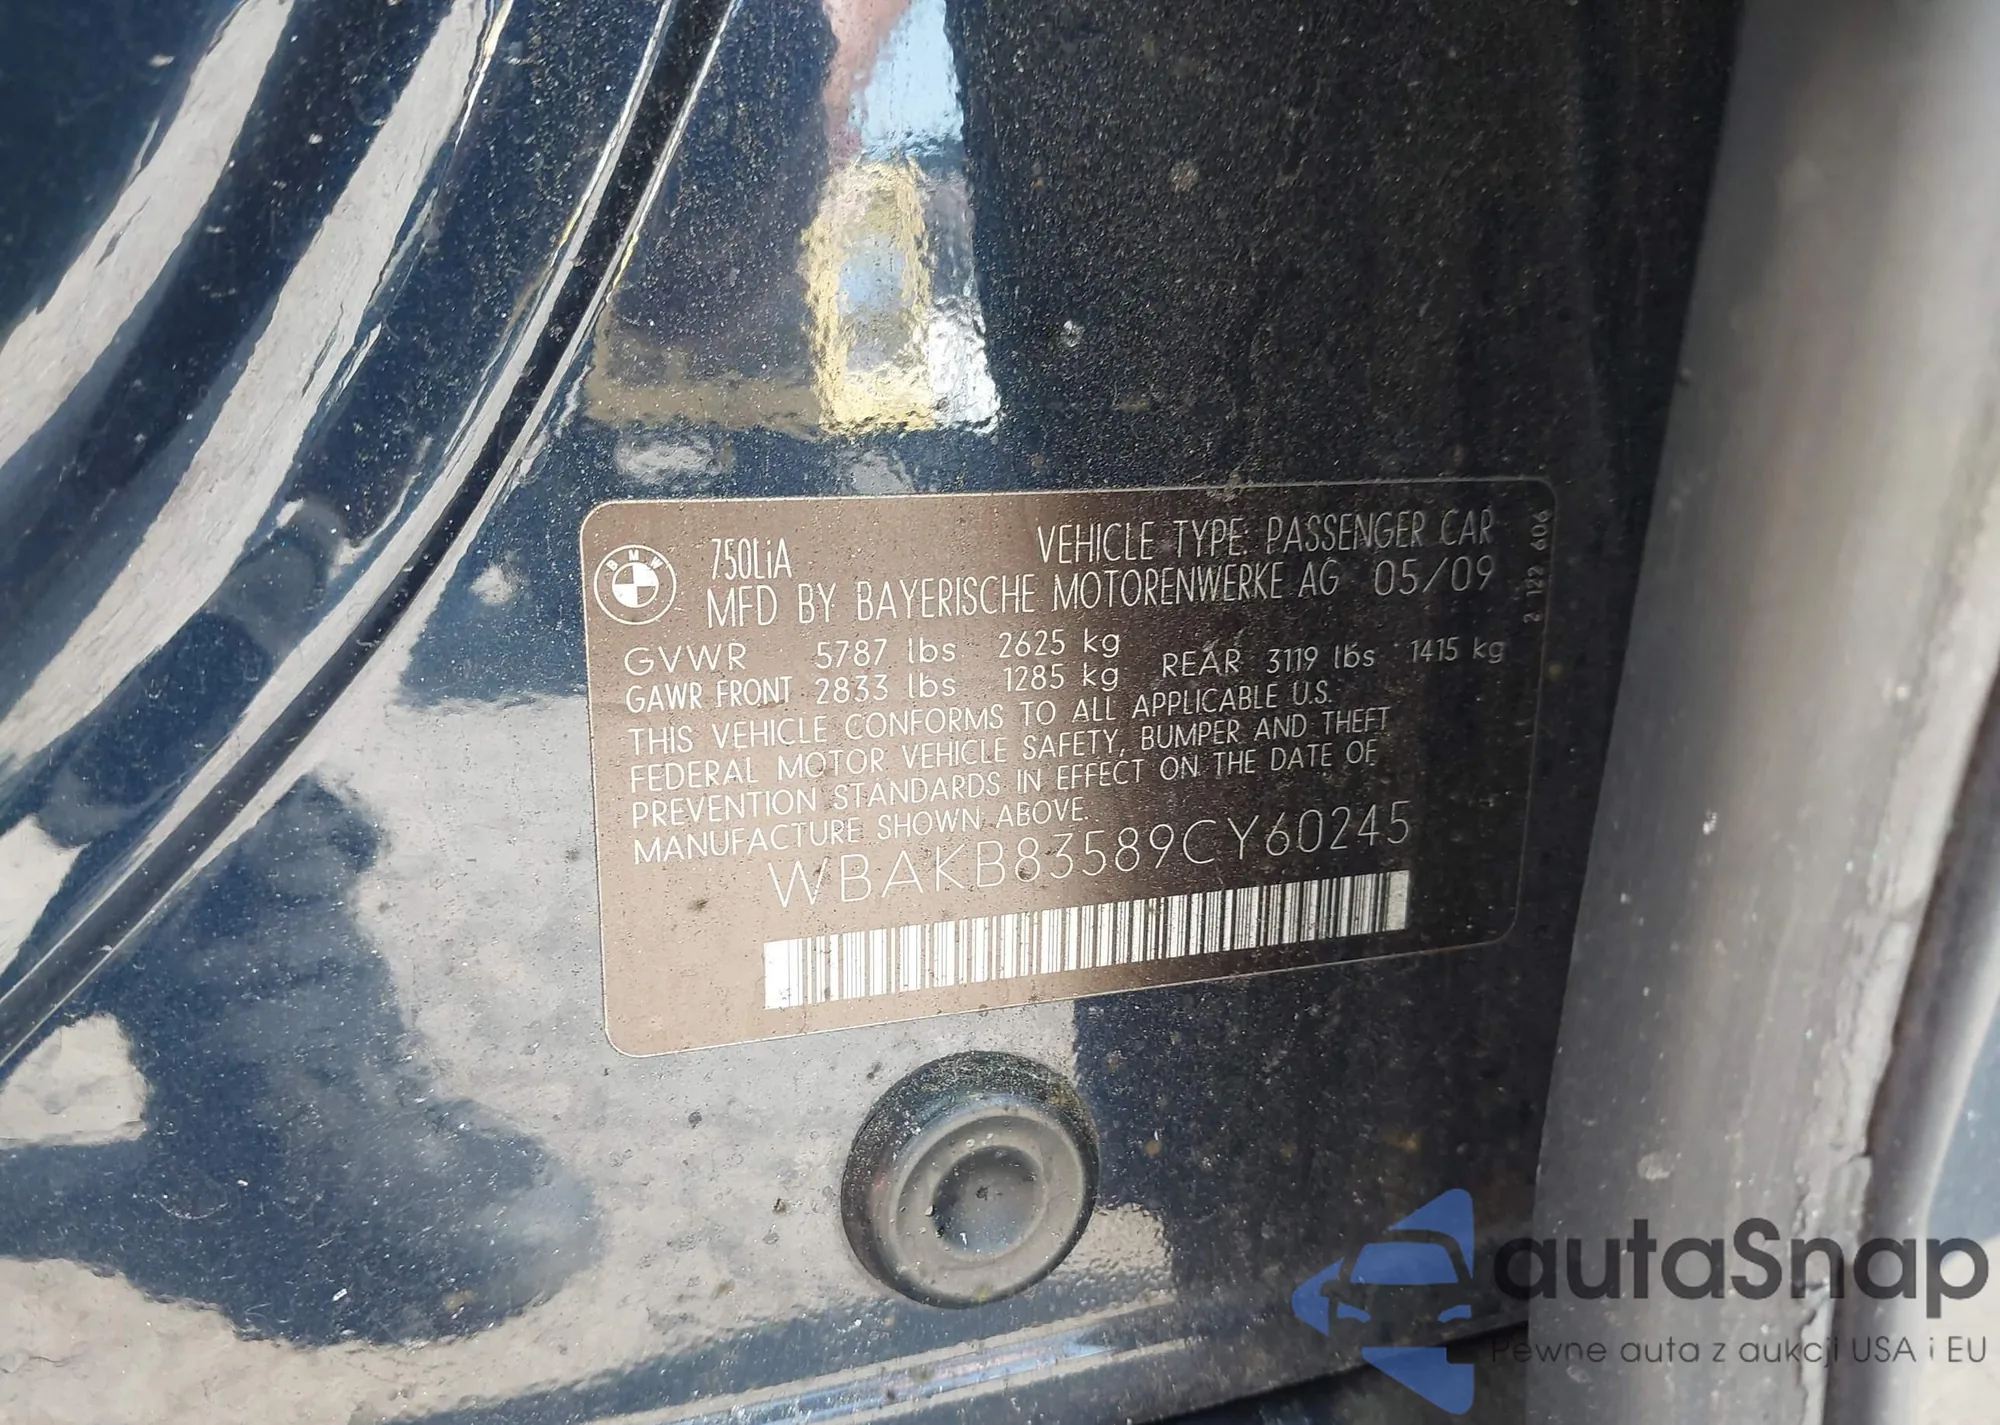 BMW
750LiA
VEHICLE TYPE: PASSENGER CAR
MFD BY BAYERISCHE MOTORENWERKE AG 05/09
GVWR 5787 lbs 2625 kg
GAWR FRONT 2833 lbs 1285 kg REAR 3119 lbs 1415 kg
THIS VEHICLE CONFORMS TO ALL APPLICABLE U.S.
FEDERAL MOTOR VEHICLE SAFETY, BUMPER AND THEFT
PREVENTION STANDARDS IN EFFECT ON THE DATE OF
MANUFACTURE SHOWN ABOVE.
WBAKB83589CY60245
2 122 606
autaSnap
Pewne auta z aukcji USA i EU